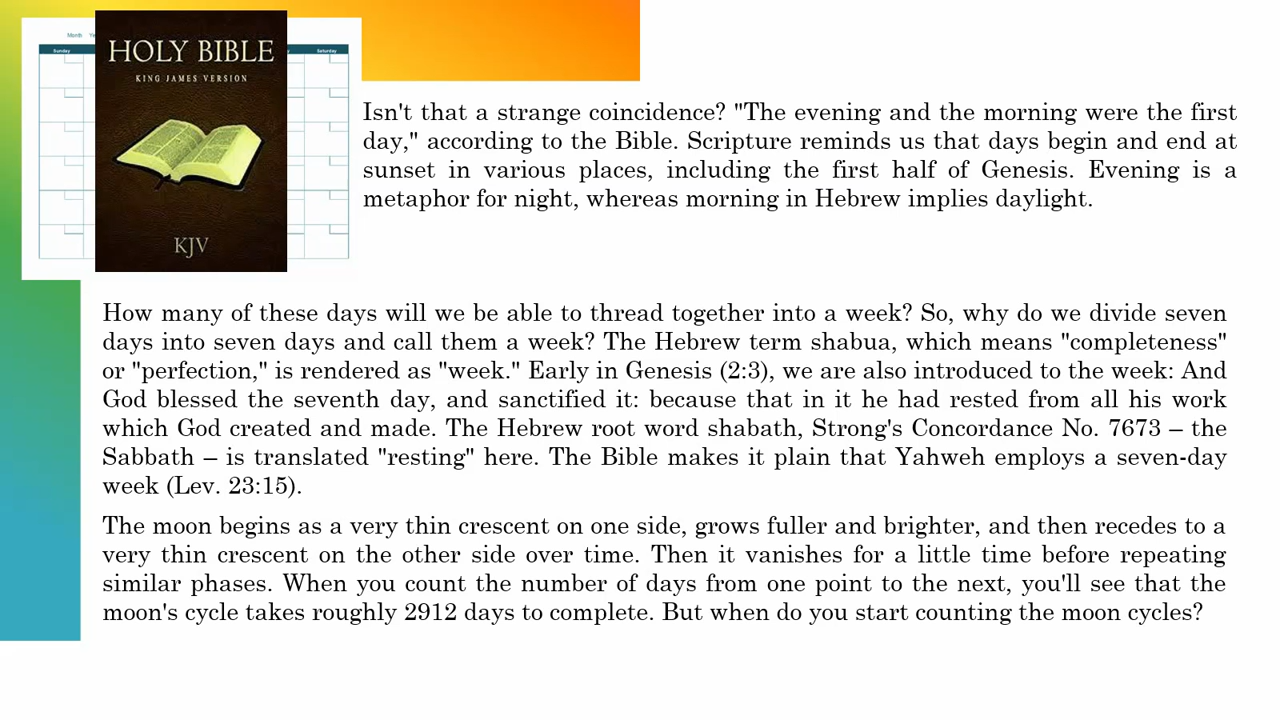 Month Ye
Sunday
Saturday
HOLY BIBLE
KING JAMES VERSION
KJV
Isn't that a strange coincidence? "The evening and the morning were the first
day," according to the Bible. Scripture reminds us that days begin and end at
sunset in various places, including the first half of Genesis. Evening is a
metaphor for night, whereas morning in Hebrew implies daylight.
How many of these days will we be able to thread together into a week? So, why do we divide seven
days into seven days and call them a week? The Hebrew term shabua, which means "completeness"
or "perfection," is rendered as "week." Early in Genesis (2:3), we are also introduced to the week: And
God blessed the seventh day, and sanctified it: because that in it he had rested from all his work
which God created and made. The Hebrew root word shabath, Strong's Concordance No. 7673 – the
Sabbath – is translated "resting" here. The Bible makes it plain that Yahweh employs a seven-day
week (Lev. 23:15).
The moon begins as a very thin crescent on one side, grows fuller and brighter, and then recedes to a
very thin crescent on the other side over time. Then it vanishes for a little time before repeating
similar phases. When you count the number of days from one point to the next, you'll see that the
moon's cycle takes roughly 2912 days to complete. But when do you start counting the moon cycles?